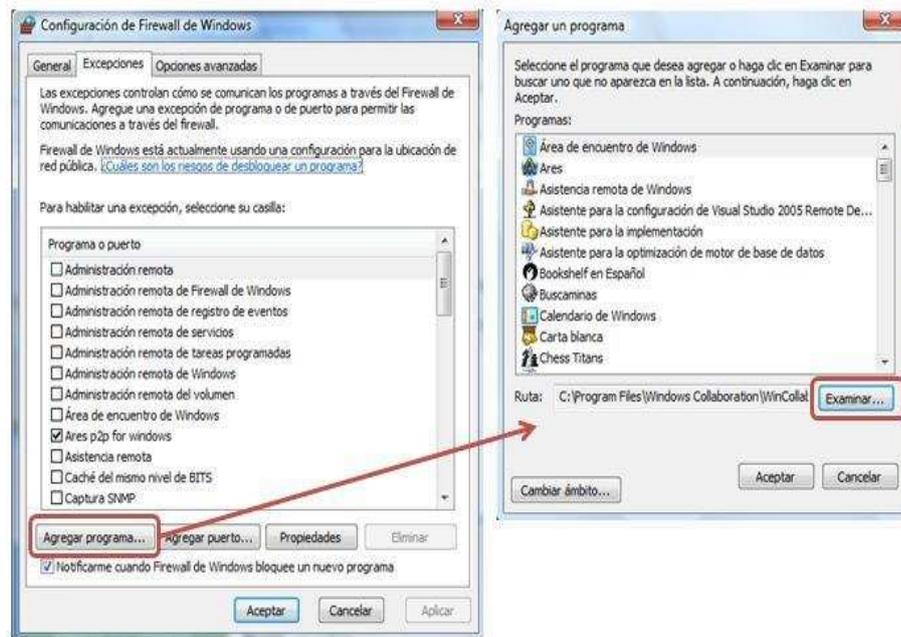 Configuración de Firewall de Windows
General Excepciones Opciones avanzadas
Las excepciones controlan cómo se comunican los programas a través del Firewall de
Windows. Agregue una excepción de programa o de puerto para permitir las
comunicaciones a través del firewall.
Firewall de Windows está actualmente usando una configuración para la ubicación de
red pública. ¿Cuáles son los riesgos de desbloquear un programa?
Para habilitar una excepción, seleccione su casilla:
Programa o puerto
Administración remota
Administración remota de Firewall de Windows
Administración remota de registro de eventos
Administración remota de servicios
Administración remota de tareas programadas
Administración remota de Windows
Administración remota del volumen
Área de encuentro de Windows
Ares p2p for windows
Asistencia remota
Caché del mismo nivel de BITS
Captura SNMP
Agregar programa... Agregar puerto... Propiedades Eliminar
Notificarme cuando Firewall de Windows bloquee un nuevo programa
Aceptar Cancelar Aplicar
Agregar un programa
Seleccione el programa que desea agregar o haga clic en Examinar para
buscar uno que no aparezca en la lista. A continuación, haga clic en
Aceptar.
Programas:
Área de encuentro de Windows
Ares
Asistencia remota de Windows
Asistente para la configuración de Visual Studio 2005 Remote De...
Asistente para la implementación
Asistente para la optimización de motor de base de datos
Bookshelf en Español
Buscaminas
Calendario de Windows
Carta blanca
Chess Titans
Ruta: C:\Program Files\Windows Collaboration\WinCollab Examinar...
Cambiar ámbito... Aceptar Cancelar